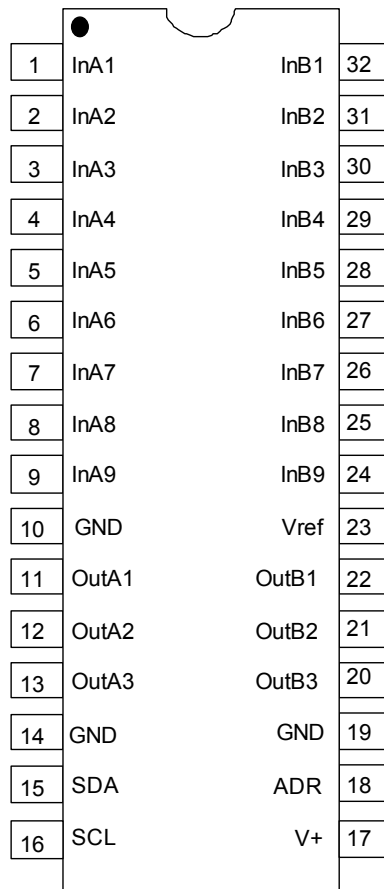 1 InA1 InB1 32
2 InA2 InB2 31
3 InA3 InB3 30
4 InA4 InB4 29
5 InA5 InB5 28
6 InA6 InB6 27
7 InA7 InB7 26
8 InA8 InB8 25
9 InA9 InB9 24
10 GND Vref 23
11 OutA1 OutB1 22
12 OutA2 OutB2 21
13 OutA3 OutB3 20
14 GND GND 19
15 SDA ADR 18
16 SCL V+ 17